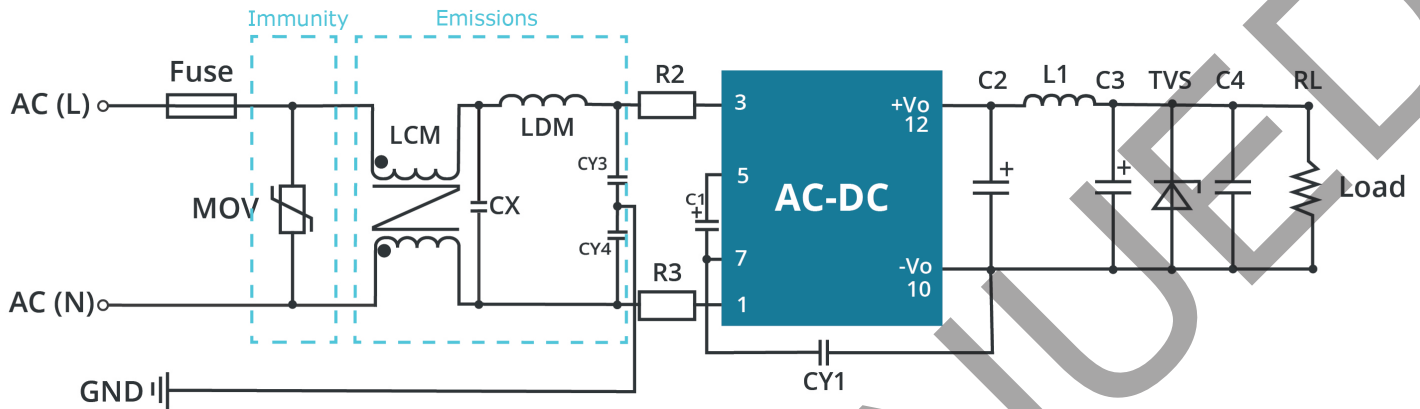 Immunity
Emissions
Fuse
AC (L)
LCM
LDM
R2
MOV
CX
CY3
CY4
AC (N)
R3
GND
3
5
7
1
C1
+
AC-DC
+Vo
12
-Vo
10
CY1
C2
L1
C3
TVS
C4
RL
+
+
Load